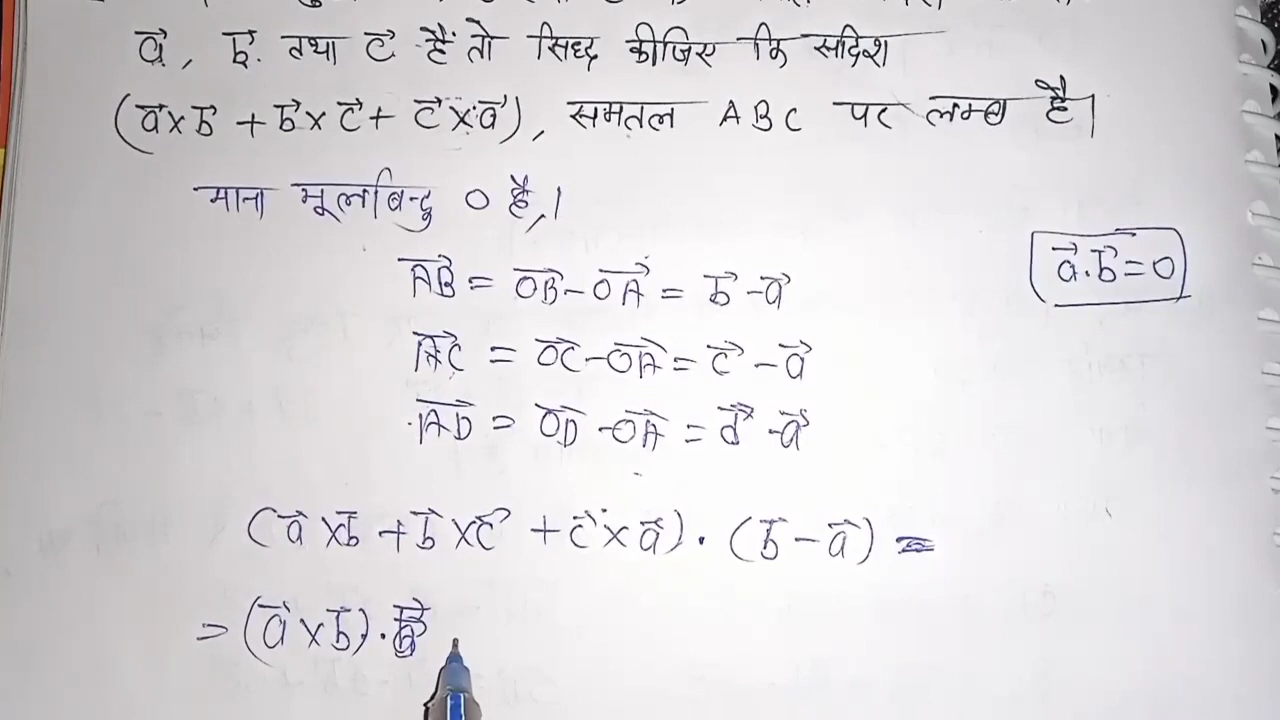 a⃗, b⃗. तथा c⃗ हैं तो सिध्द कीजिए कि सदिश
(a⃗×b⃗ + b⃗×c⃗ + c⃗×a⃗), समतल ABC पर लम्ब है।
माना मूलबिन्दु O है,।
AB⃗ = OB⃗ - OA⃗ = b⃗ - a⃗
a⃗.b⃗ = 0
AC⃗ = OC⃗ - OA⃗ = c⃗ - a⃗
AD⃗ = OD⃗ - OA⃗ = d⃗ - a⃗
(a⃗×b⃗ + b⃗×c⃗ + c⃗×a⃗) · (b⃗ - a⃗) =
= (a⃗×b⃗) · b⃗